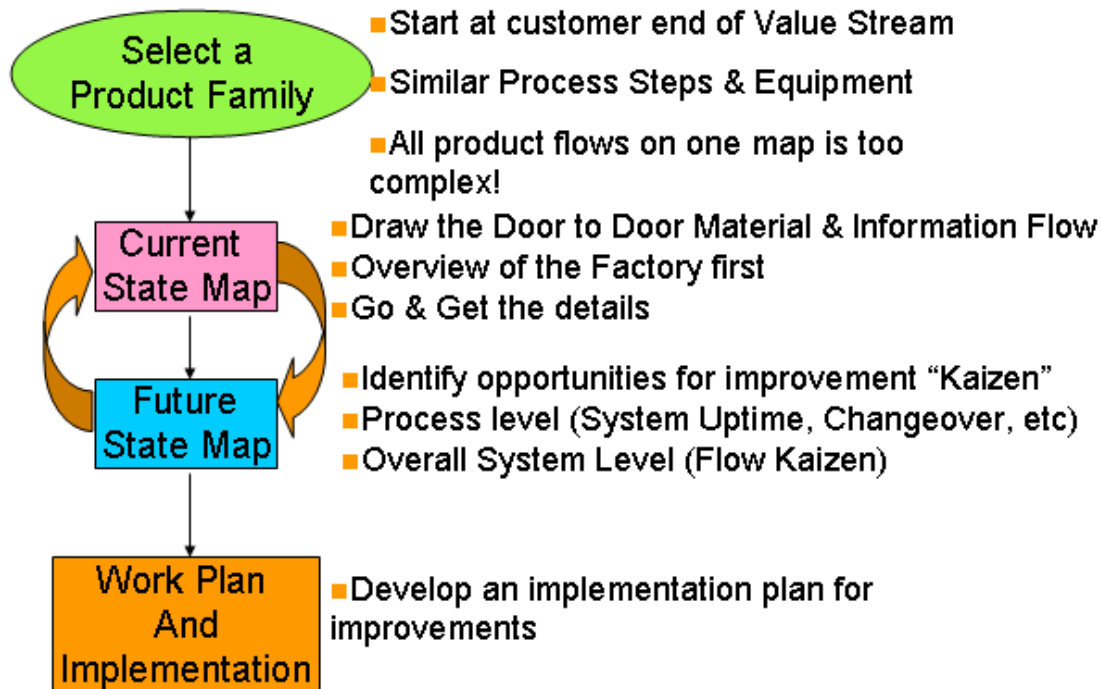 Select a
Product Family
■Start at customer end of Value Stream
■Similar Process Steps & Equipment
■All product flows on one map is too
complex!
Current
State Map
■Draw the Door to Door Material & Information Flow
■Overview of the Factory first
■Go & Get the details
Future
State Map
■Identify opportunities for improvement “Kaizen”
■Process level (System Uptime, Changeover, etc)
■Overall System Level (Flow Kaizen)
Work Plan
And
Implementation
■Develop an implementation plan for
improvements